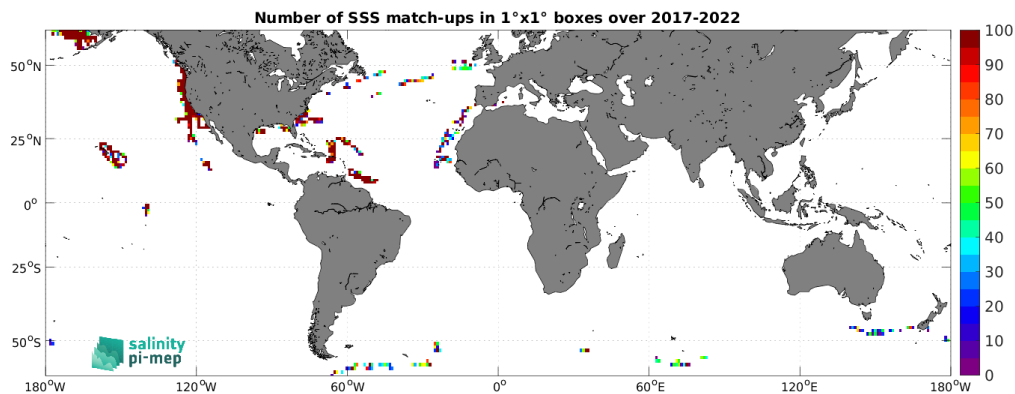 Number of SSS match-ups in 1°x1° boxes over 2017-2022
100
90
80
70
60
50
40
30
20
10
0
50°N
25°N
0°
25°S
50°S
salinity
pi-mep
180°W 120°W 60°W 0° 60°E 120°E 180°W